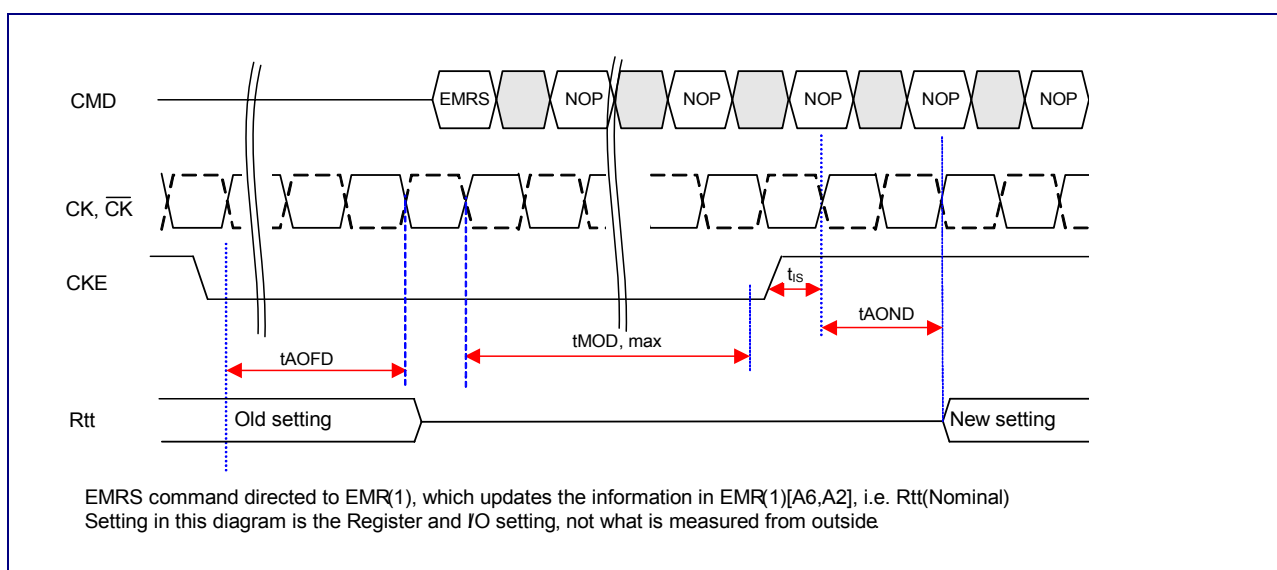 CMD
EMRS NOP NOP NOP NOP NOP
CK, C̅K̅
CKE
tIS
tAOND
tMOD, max
tAOFD
Rtt
Old setting
New setting
EMRS command directed to EMR(1), which updates the information in EMR(1)[A6,A2], i.e. Rtt(Nominal)
Setting in this diagram is the Register and I/O setting, not what is measured from outside.